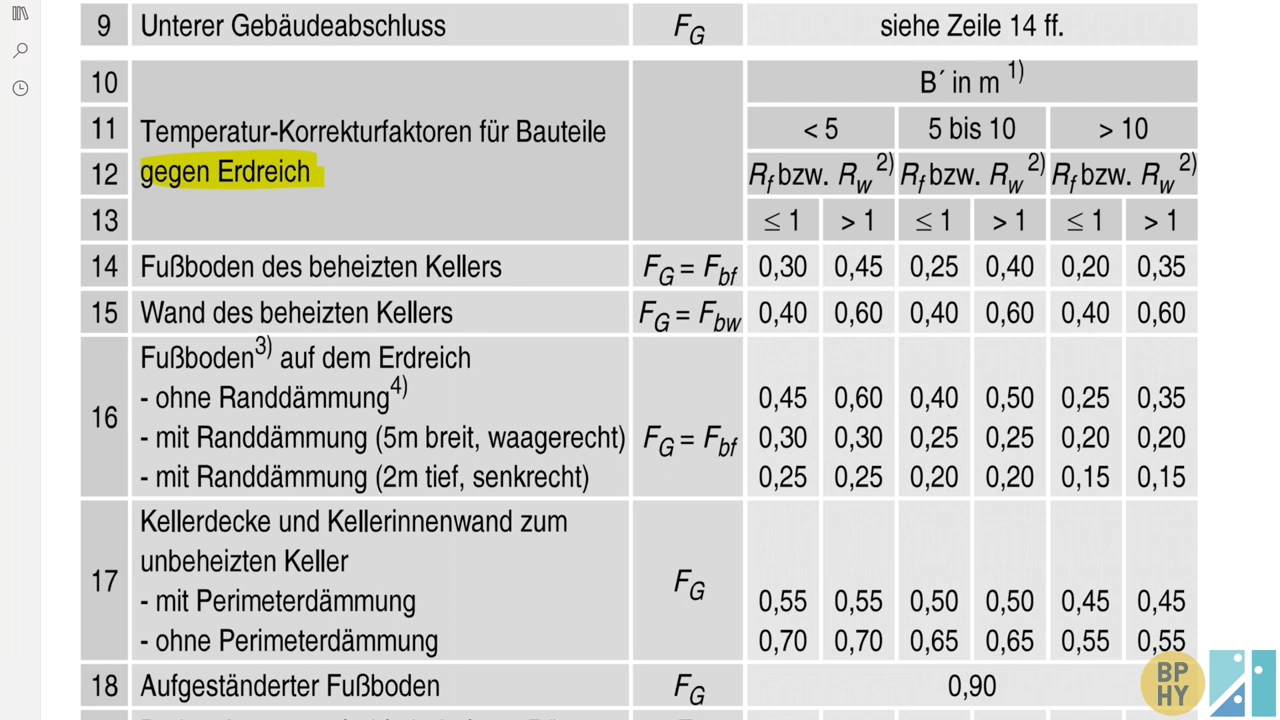 9 Unterer Gebäudeabschluss F_G siehe Zeile 14 ff.
10 B´ in m 1)
11 Temperatur-Korrekturfaktoren für Bauteile < 5 5 bis 10 > 10
12 gegen Erdreich R_f bzw. R_w 2) R_f bzw. R_w 2) R_f bzw. R_w 2)
13 ≤ 1 > 1 ≤ 1 > 1 ≤ 1 > 1
14 Fußboden des beheizten Kellers F_G = F_bf 0,30 0,45 0,25 0,40 0,20 0,35
15 Wand des beheizten Kellers F_G = F_bw 0,40 0,60 0,40 0,60 0,40 0,60
Fußboden3) auf dem Erdreich
- ohne Randdämmung4) 0,45 0,60 0,40 0,50 0,25 0,35
16 - mit Randdämmung (5m breit, waagerecht) F_G = F_bf 0,30 0,30 0,25 0,25 0,20 0,20
- mit Randdämmung (2m tief, senkrecht) 0,25 0,25 0,20 0,20 0,15 0,15
Kellerdecke und Kellerinnenwand zum
unbeheizten Keller
17 F_G
- mit Perimeterdämmung 0,55 0,55 0,50 0,50 0,45 0,45
- ohne Perimeterdämmung 0,70 0,70 0,65 0,65 0,55 0,55
18 Aufgeständerter Fußboden F_G 0,90
BP
HY